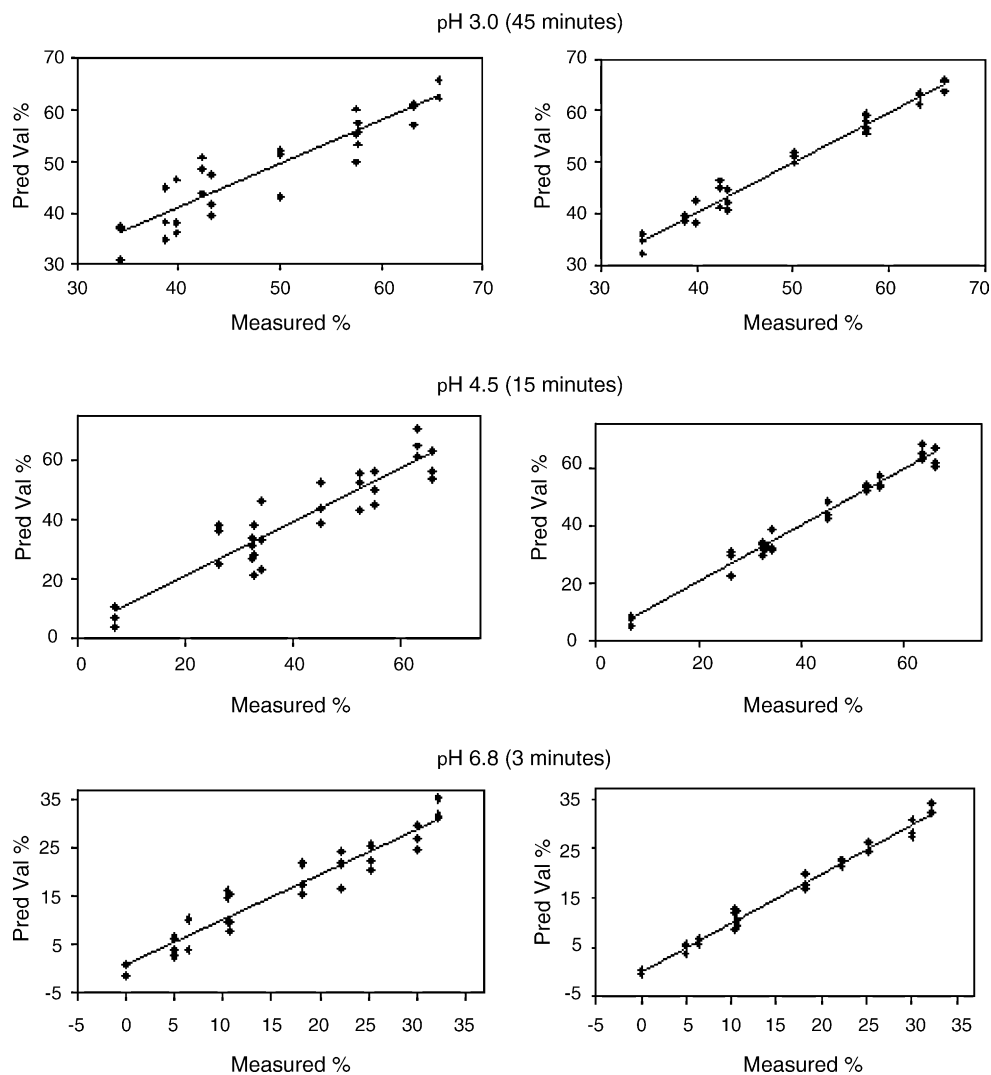 pH 3.0 (45 minutes)
70
60
50
40
30
Pred Val %
30 40 50 60 70
Measured %
70
60
50
40
30
Pred Val %
30 40 50 60 70
Measured %
pH 4.5 (15 minutes)
60
40
20
0
Pred Val %
0 20 40 60
Measured %
60
40
20
0
Pred Val %
0 20 40 60
Measured %
pH 6.8 (3 minutes)
35
25
15
5
-5
Pred Val %
-5 0 5 10 15 20 25 30 35
Measured %
35
25
15
5
-5
Pred Val %
-5 0 5 10 15 20 25 30 35
Measured %